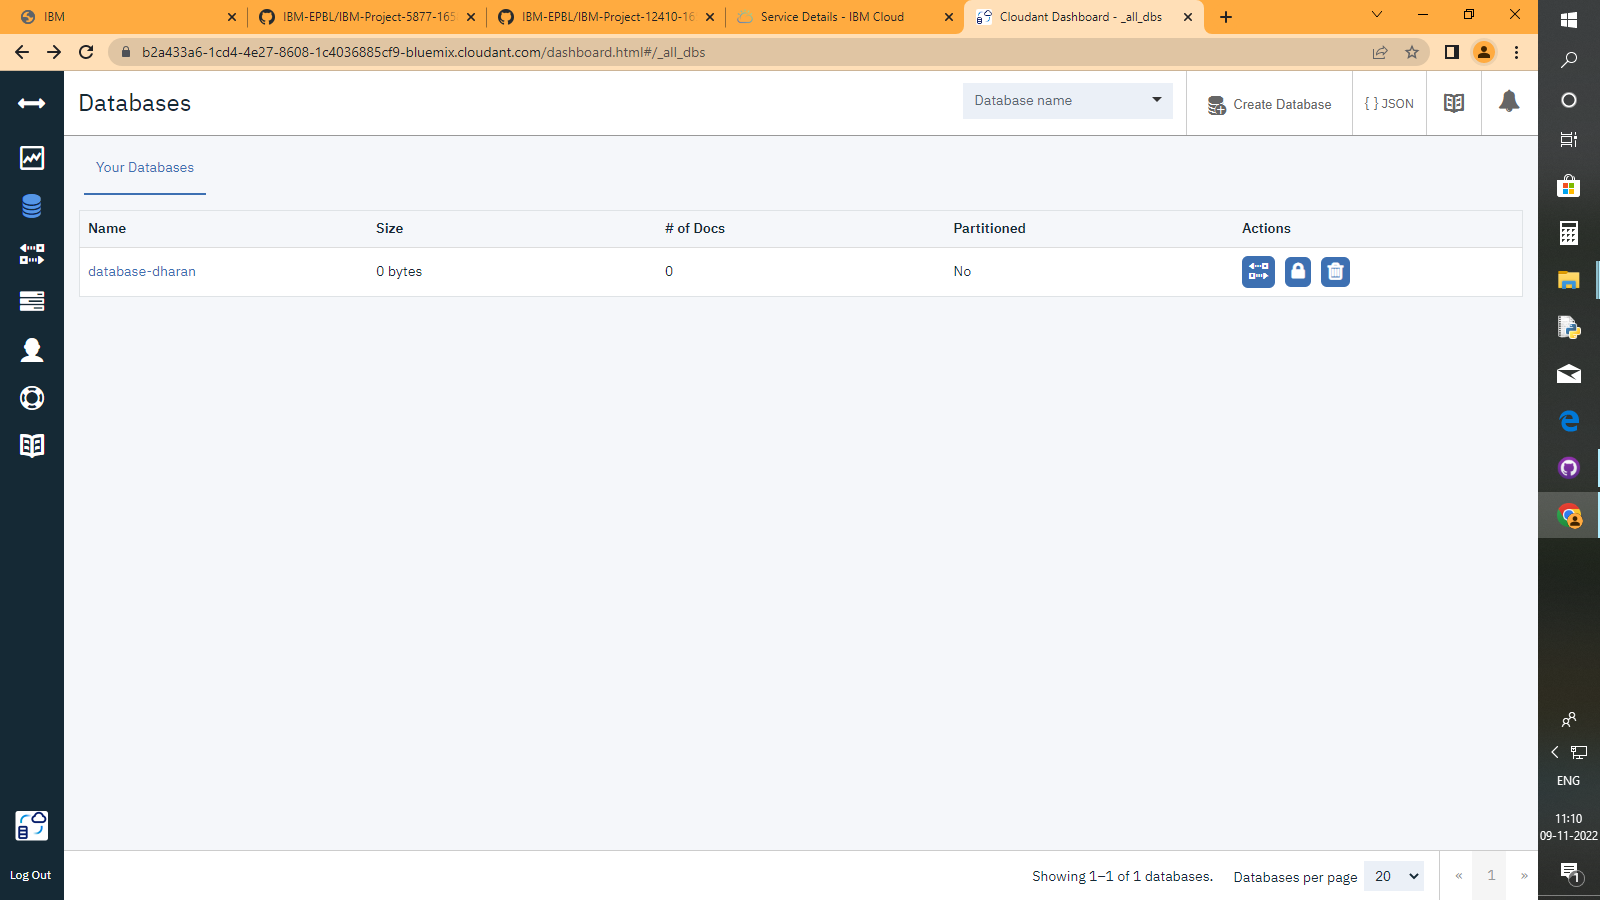 IBM
IBM-EPBL/IBM-Project-5877-165
IBM-EPBL/IBM-Project-12410-16
Service Details - IBM Cloud
Cloudant Dashboard - _all_dbs
b2a433a6-1cd4-4e27-8608-1c4036885cf9-bluemix.cloudant.com/dashboard.html#/_all_dbs
Databases
Database name
Create Database
{ } JSON
Your Databases
Name Size # of Docs Partitioned Actions
database-dharan 0 bytes 0 No
Log Out
Showing 1–1 of 1 databases.
Databases per page 20
« 1 »
ENG
11:10
09-11-2022
1